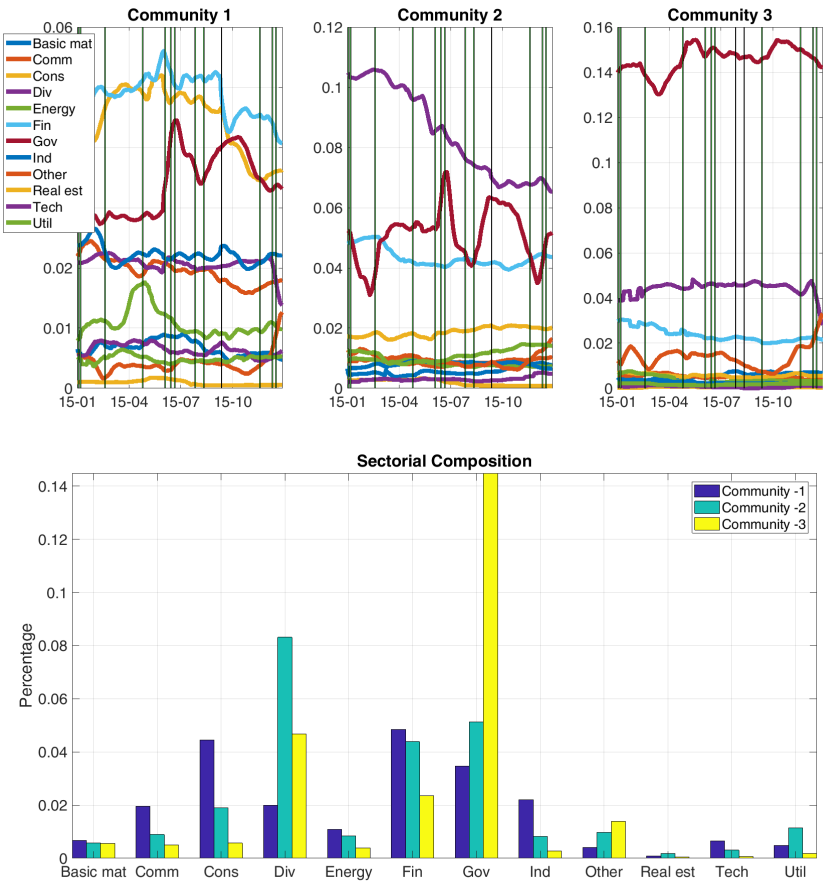 Community 1
Community 2
Community 3
0.06
0.02
0.01
0
15-01 15-04 15-07 15-10
Basic mat
Comm
Cons
Div
Energy
Fin
Gov
Ind
Other
Real est
Tech
Util
0.12
0.1
0.08
0.06
0.04
0.02
0
15-01 15-04 15-07 15-10
0.16
0.14
0.12
0.1
0.08
0.06
0.04
0.02
0
15-01 15-04 15-07 15-10
Sectorial Composition
Percentage
0.14
0.12
0.1
0.08
0.06
0.04
0.02
0
Community -1
Community -2
Community -3
Basic mat Comm Cons Div Energy Fin Gov Ind Other Real est Tech Util